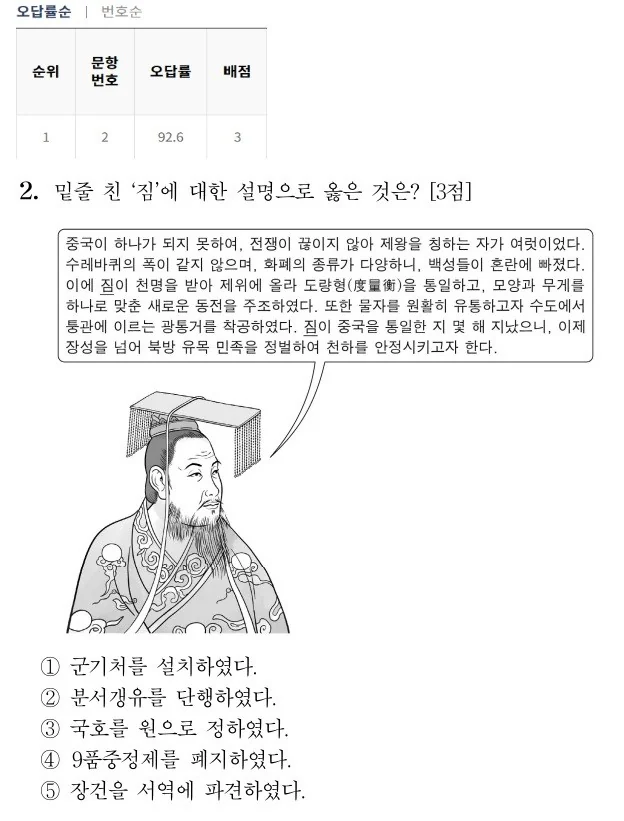 오답률순 | 번호순
순위 문항 번호 오답률 배점
1 2 92.6 3
2. 밑줄 친 ‘짐’에 대한 설명으로 옳은 것은? [3점]
중국이 하나가 되지 못하여, 전쟁이 끊이지 않아 제왕을 칭하는 자가 여럿이었다.
수레바퀴의 폭이 같지 않으며, 화폐의 종류가 다양하니, 백성들이 혼란에 빠졌다.
이에 짐이 천명을 받아 제위에 올라 도량형(度量衡)을 통일하고, 모양과 무게를
하나로 맞춘 새로운 동전을 주조하였다. 또한 물자를 원활히 유통하고자 수도에서
퉁관에 이르는 광통거를 착공하였다. 짐이 중국을 통일한 지 몇 해 지났으니, 이제
장성을 넘어 북방 유목 민족을 정벌하여 천하를 안정시키고자 한다.
① 군기처를 설치하였다.
② 분서갱유를 단행하였다.
③ 국호를 원으로 정하였다.
④ 9품중정제를 폐지하였다.
⑤ 장건을 서역에 파견하였다.